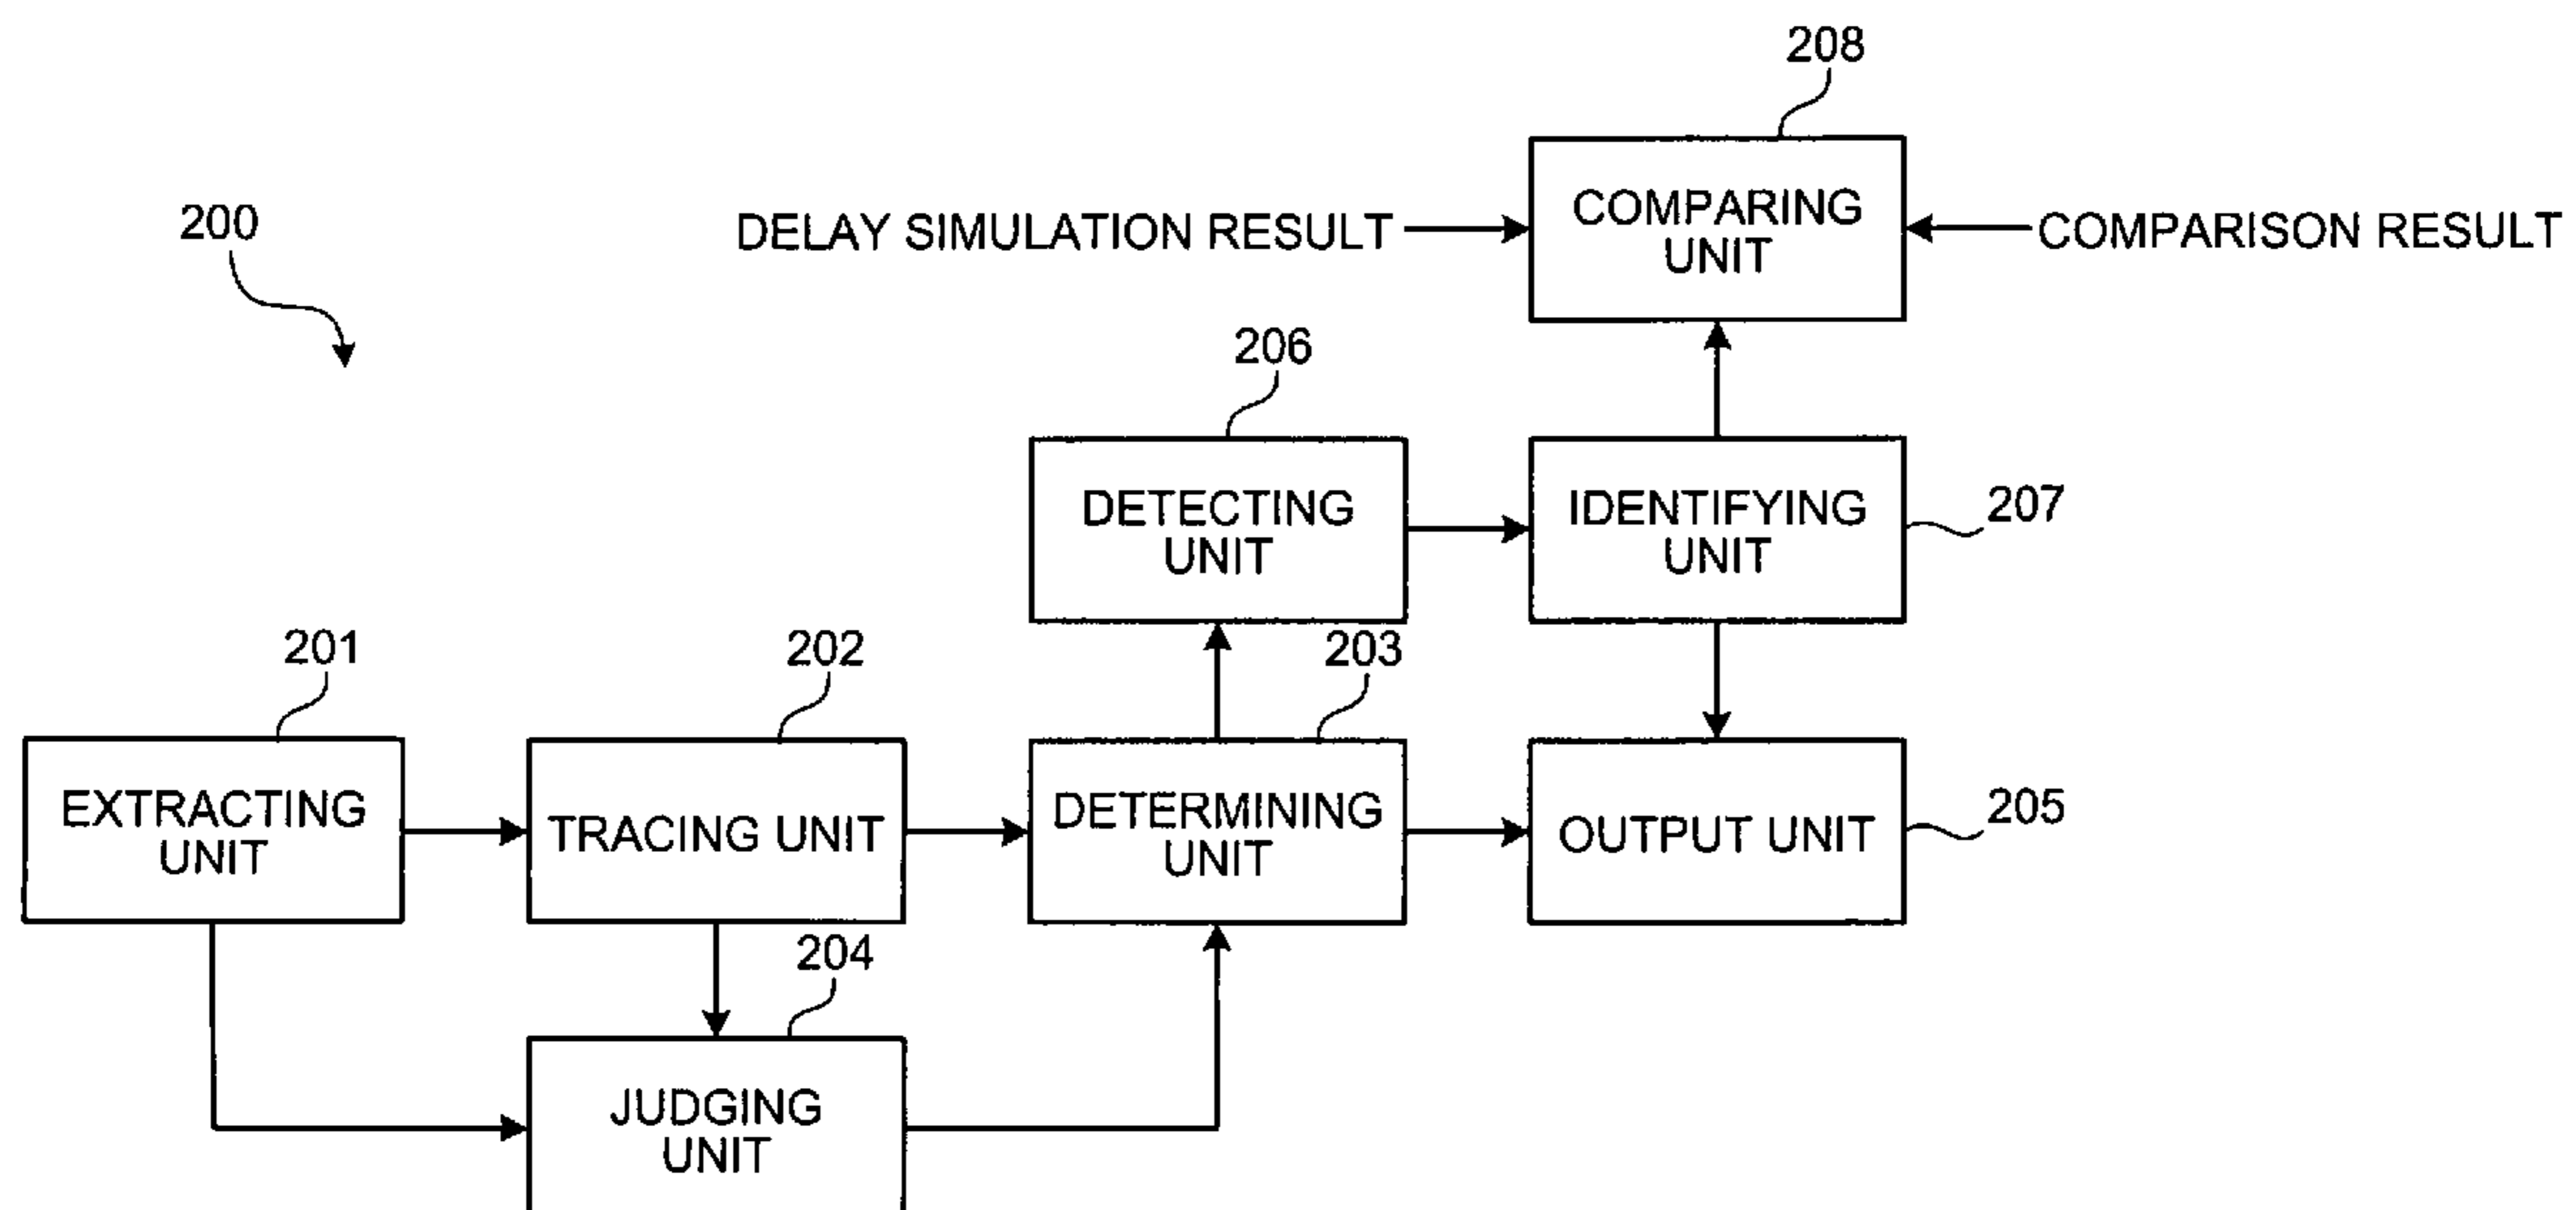 208
200
DELAY SIMULATION RESULT
COMPARING
UNIT
COMPARISON RESULT
206
DETECTING
UNIT
IDENTIFYING
UNIT
207
201
202
203
EXTRACTING
UNIT
TRACING UNIT
DETERMINING
UNIT
OUTPUT UNIT
205
204
JUDGING
UNIT